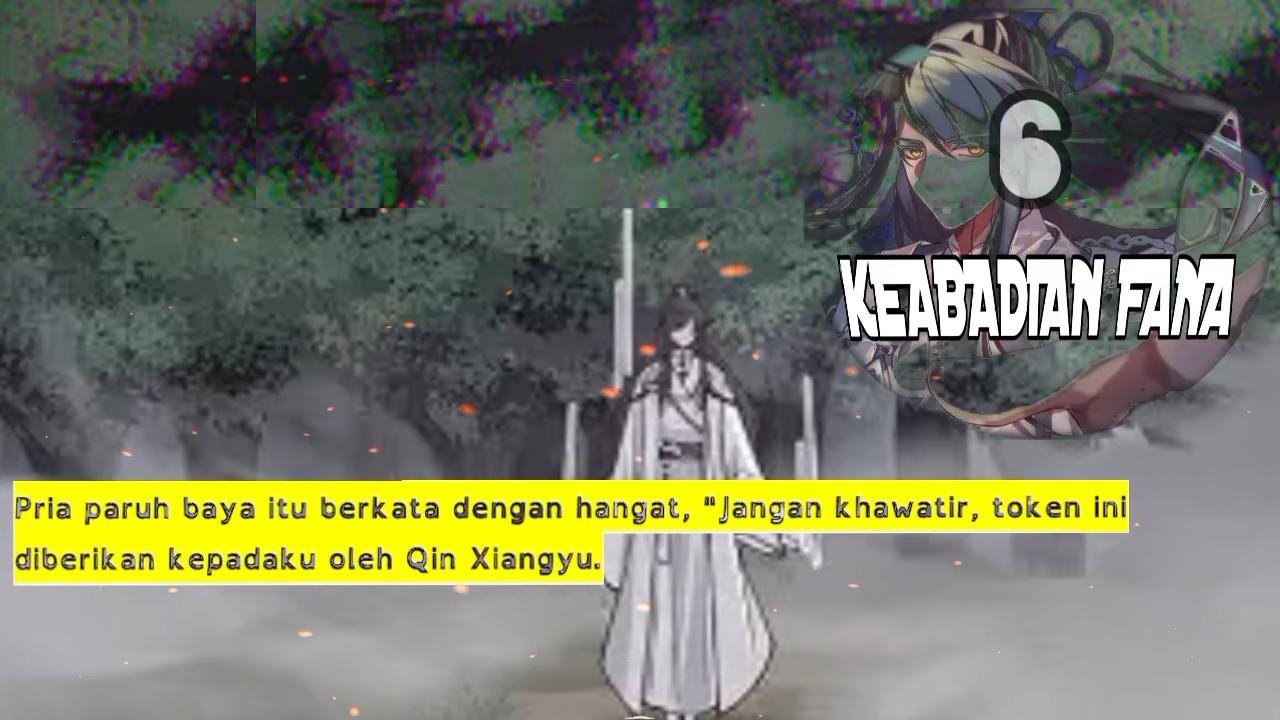 6
KEABADIAN FANA
Pria paruh baya itu berkata dengan hangat, "Jangan khawatir, token ini
diberikan kepadaku oleh Qin Xiangyu.